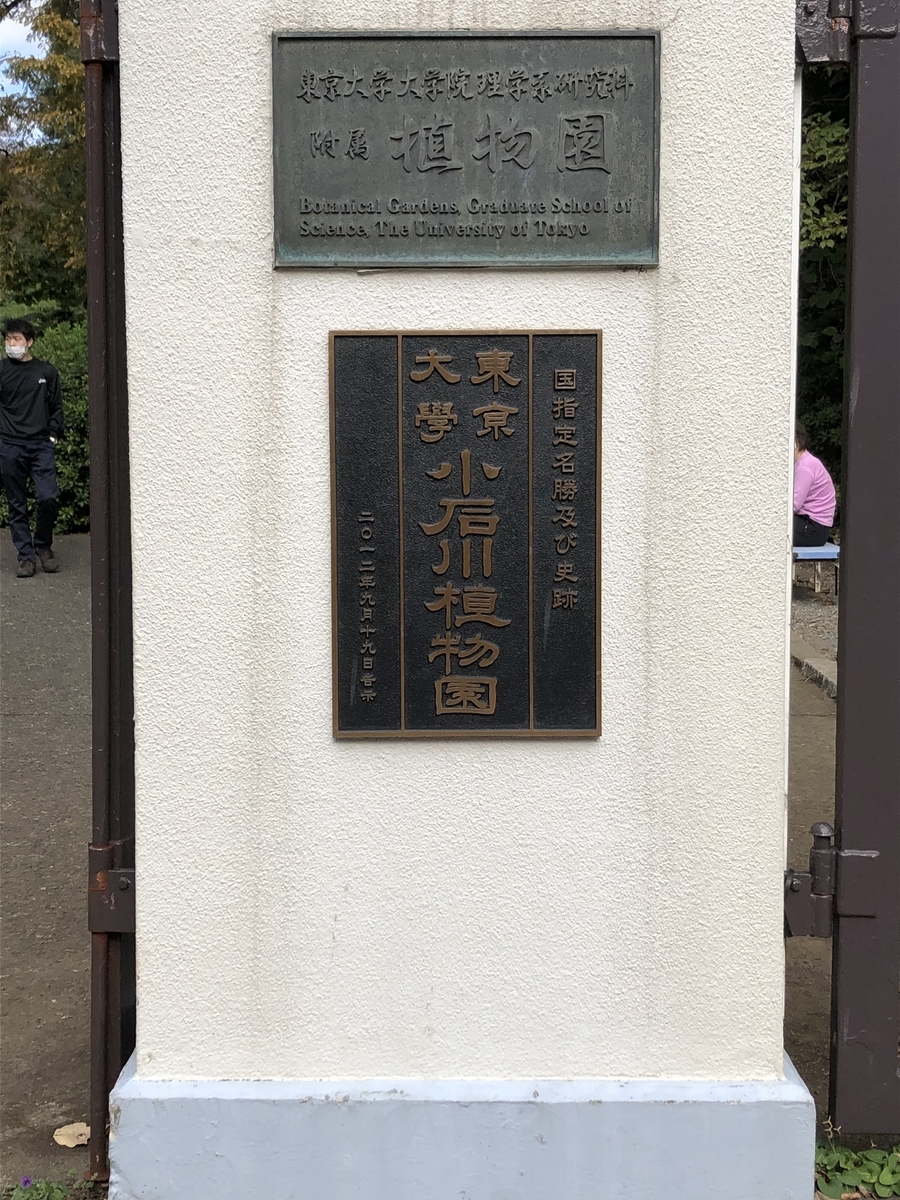 東京大学大学院理学系研究科
附属 植物園
Botanical Gardens, Graduate School of
Science, The University of Tokyo
国指定名勝及び史跡
東京大學 小石川植物園
二〇一二年九月十九日告示